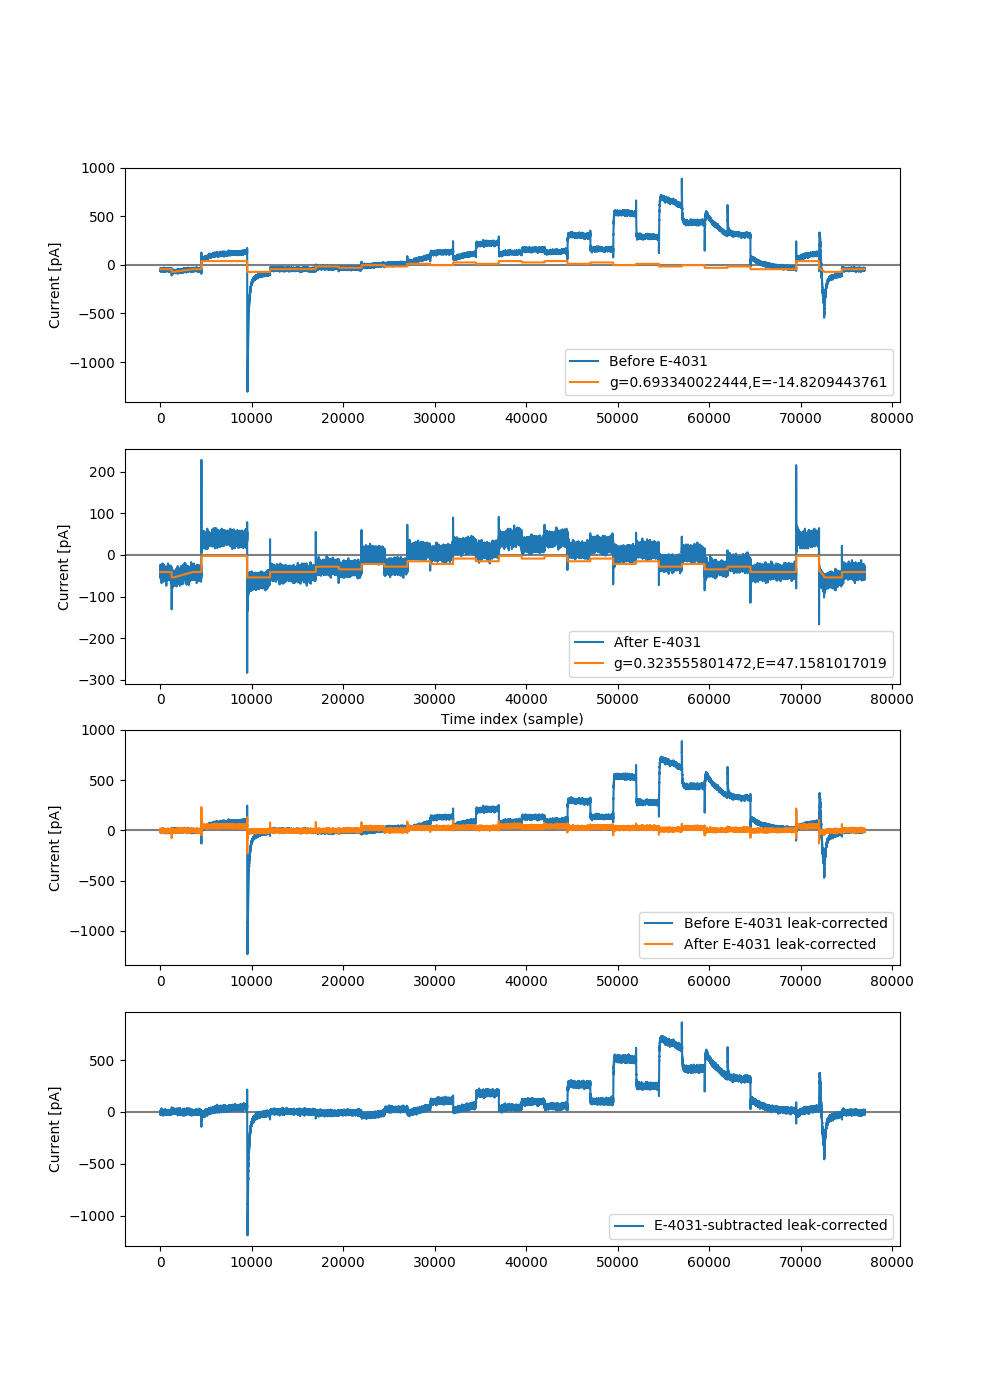 1000
500
0
−500
−1000
Current [pA]
Before E-4031
g=0.693340022444,E=-14.8209443761
0 10000 20000 30000 40000 50000 60000 70000 80000
200
100
0
−100
−200
−300
Current [pA]
After E-4031
g=0.323555801472,E=47.1581017019
0 10000 20000 30000 40000 50000 60000 70000 80000
Time index (sample)
1000
500
0
−500
−1000
Current [pA]
Before E-4031 leak-corrected
After E-4031 leak-corrected
0 10000 20000 30000 40000 50000 60000 70000 80000
500
0
−500
−1000
Current [pA]
E-4031-subtracted leak-corrected
0 10000 20000 30000 40000 50000 60000 70000 80000